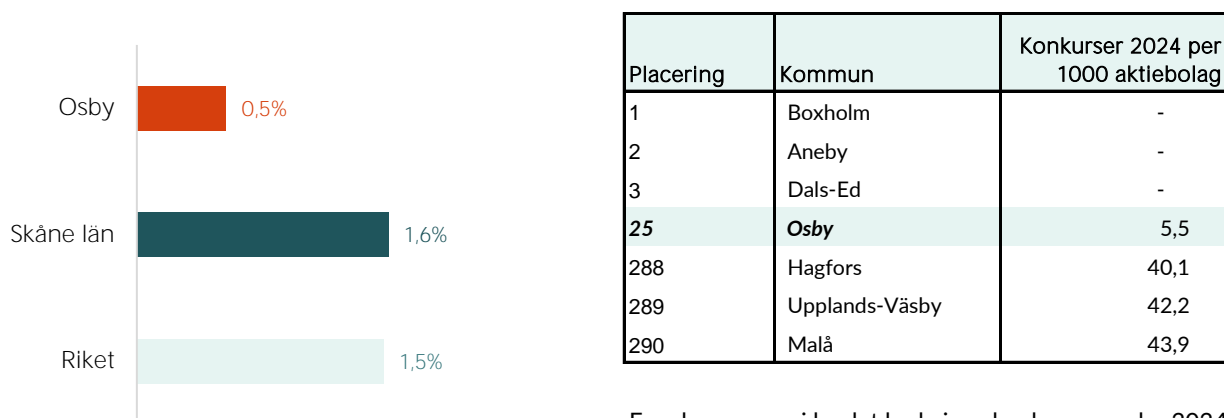 Osby 0,5%
Skåne län 1,6%
Riket 1,5%
Placering Kommun Konkurser 2024 per 1000 aktiebolag
1 Boxholm -
2 Aneby -
3 Dals-Ed -
25 Osby 5,5
288 Hagfors 40,1
289 Upplands-Väsby 42,2
290 Malå 43,9